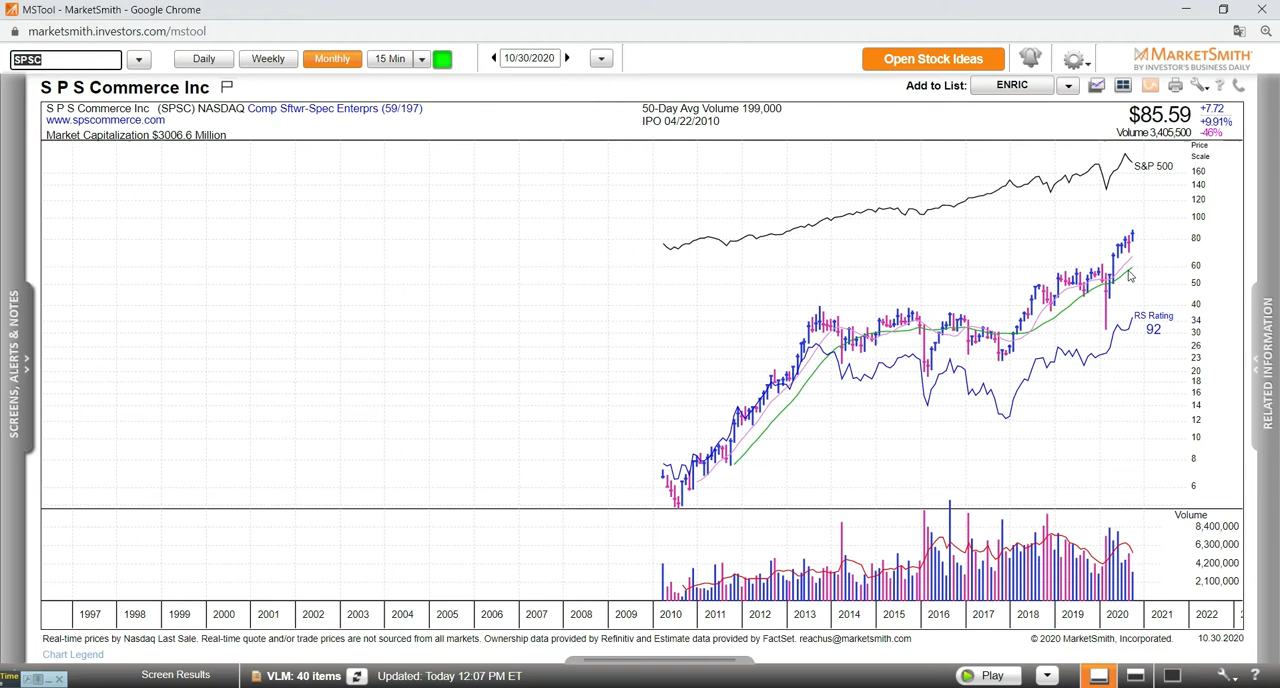 MSTool - MarketSmith - Google Chrome
marketsmith.investors.com/mstool
SPSC
Daily
Weekly
Monthly
15 Min
10/30/2020
Open Stock Ideas
MARKETSMITH
BY INVESTOR'S BUSINESS DAILY
S P S Commerce Inc
Add to List:
ENRIC
S P S Commerce Inc (SPSC) NASDAQ Comp Sftwr-Spec Enterprs (59/197)
50-Day Avg Volume 199,000
$85.59
+7.72
www.spscommerce.com
IPO 04/22/2010
+9.91%
Market Capitalization $3006.6 Million
Volume 3,405,500
-46%
Price
Scale
S&P 500
160
140
120
100
80
60
50
40
34
30
26
23
20
18
16
14
12
10
8
6
RS Rating
92
SCREENS, ALERTS & NOTES
RELATED INFORMATION
Volume
8,400,000
6,300,000
4,200,000
2,100,000
1997 1998 1999 2000 2001 2002 2003 2004 2005 2006 2007 2008 2009 2010 2011 2012 2013 2014 2015 2016 2017 2018 2019 2020 2021 2022
Real-time prices by Nasdaq Last Sale. Real-time quote and/or trade prices are not sourced from all markets. Ownership data provided by Refinitiv and Estimate data provided by FactSet. reachus@marketsmith.com
© 2020 MarketSmith, Incorporated.
10.30.2020
Chart Legend
Time
Screen Results
VLM: 40 items
Updated: Today 12:07 PM ET
Play